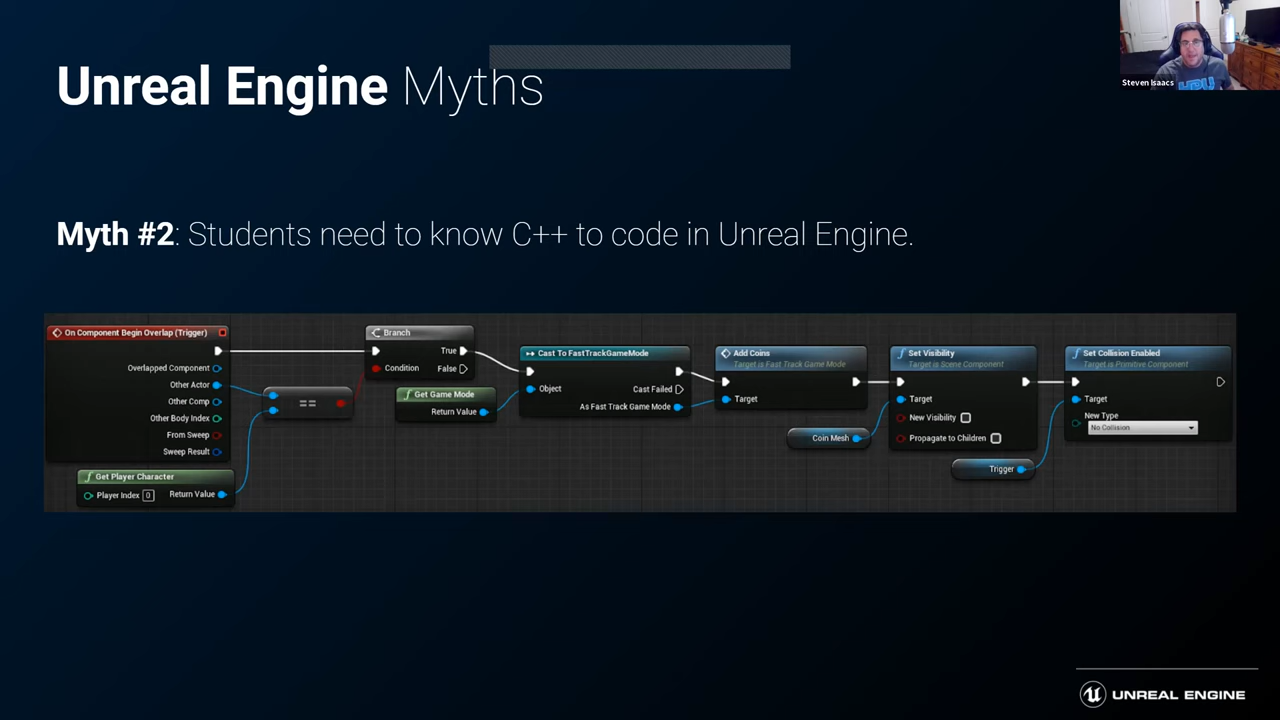 Unreal Engine Myths
Steven Isaacs
Myth #2: Students need to know C++ to code in Unreal Engine.
On Component Begin Overlap (Trigger)
Overlapped Component
Other Actor
Other Comp
Other Body Index
From Sweep
Sweep Result
Get Player Character
Player Index 0 Return Value
==
Branch
True
Condition False
Get Game Mode
Return Value
Cast To FastTrackGameMode
Object Cast Failed
As Fast Track Game Mode
Add Coins
Target is Fast Track Game Mode
Target
Coin Mesh
Set Visibility
Target is Scene Component
Target
New Visibility
Propagate to Children
Trigger
Set Collision Enabled
Target is Primitive Component
Target
New Type
No Collision
UNREAL ENGINE